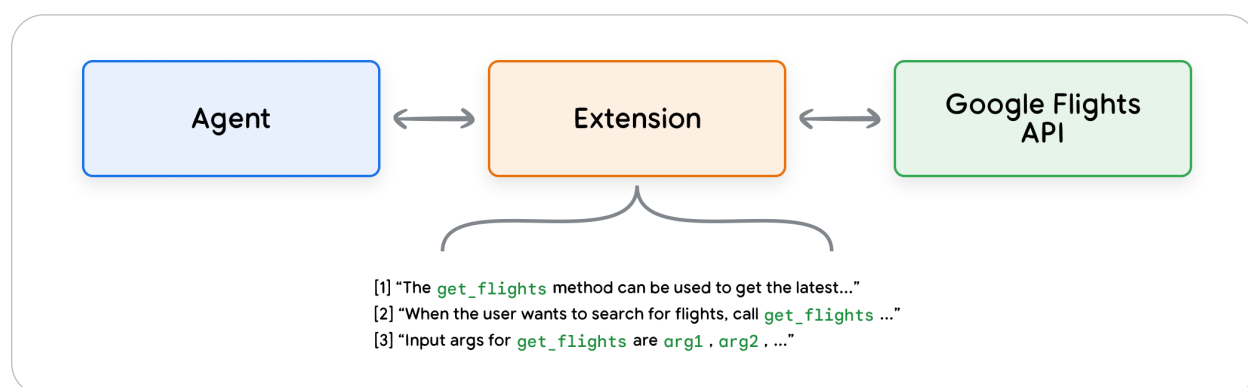 Agent
Extension
Google Flights
API
[1] “The get_flights method can be used to get the latest...”
[2] “When the user wants to search for flights, call get_flights ...”
[3] “Input args for get_flights are arg1 , arg2 , ...”